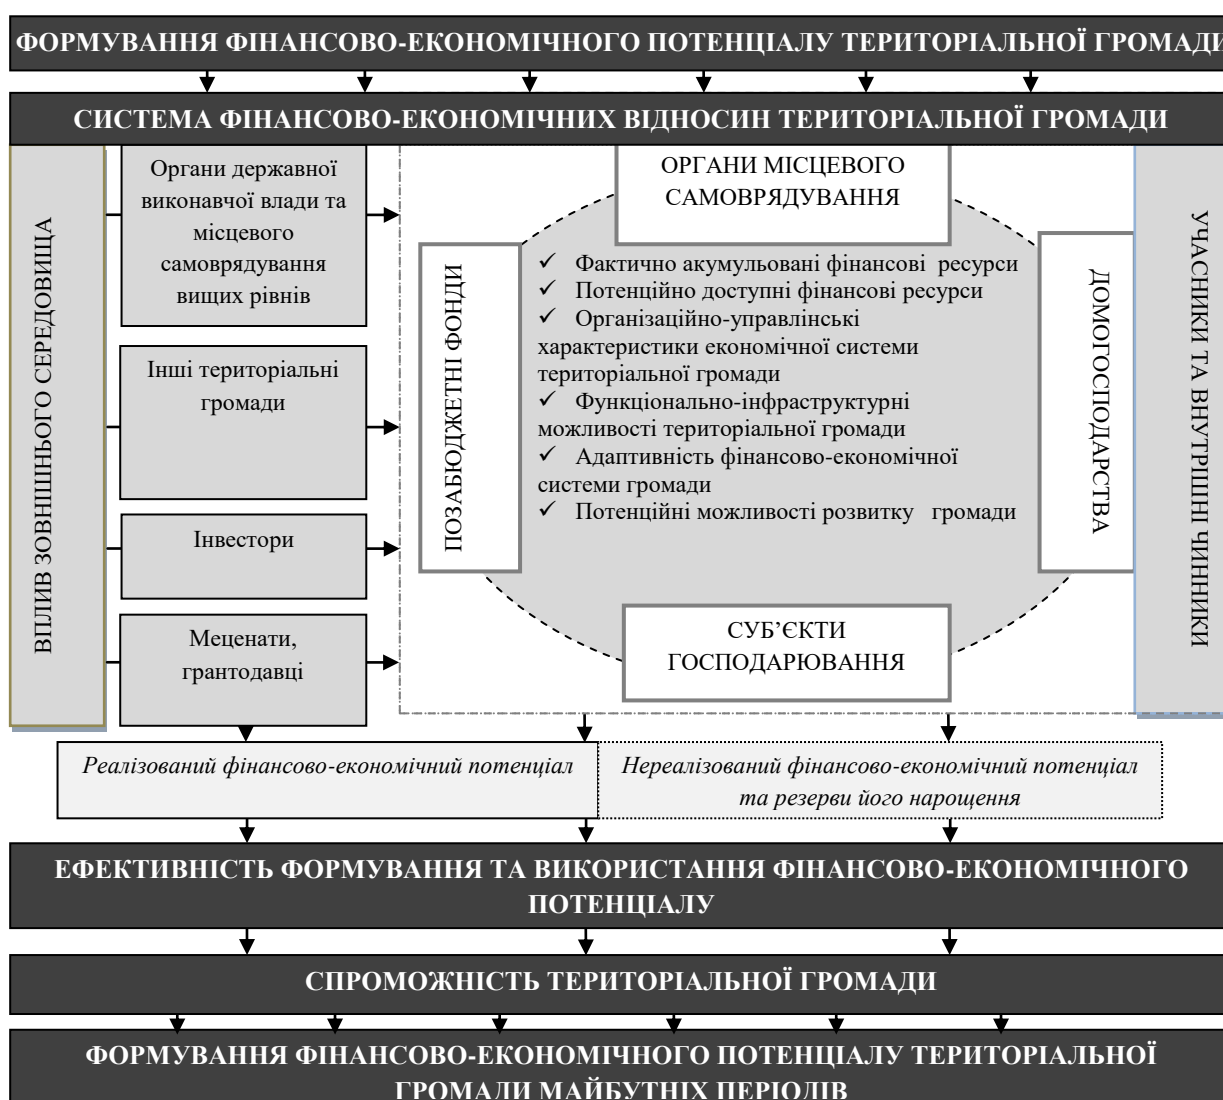 ФОРМУВАННЯ ФІНАНСОВО-ЕКОНОМІЧНОГО ПОТЕНЦІАЛУ ТЕРИТОРІАЛЬНОЇ ГРОМАДИ
СИСТЕМА ФІНАНСОВО-ЕКОНОМІЧНИХ ВІДНОСИН ТЕРИТОРІАЛЬНОЇ ГРОМАДИ
ВПЛИВ ЗОВНІШНЬОГО СЕРЕДОВИЩА
Органи державної
виконавчої влади та
місцевого
самоврядування
вищих рівнів
Інші територіальні
громади
Інвестори
Меценати,
грантодавці
ОРГАНИ МІСЦЕВОГО
САМОВРЯДУВАННЯ
ПОЗАБЮДЖЕТНІ ФОНДИ
✓ Фактично акумульовані фінансові ресурси
✓ Потенційно доступні фінансові ресурси
✓ Організаційно-управлінські
характеристики економічної системи
територіальної громади
✓ Функціонально-інфраструктурні
можливості територіальної громади
✓ Адаптивність фінансово-економічної
системи громади
✓ Потенційні можливості розвитку громади
ДОМОГОСПОДАРСТВА
СУБ’ЄКТИ
ГОСПОДАРЮВАННЯ
УЧАСНИКИ ТА ВНУТРІШНІ ЧИННИКИ
Реалізований фінансово-економічний потенціал
Нереалізований фінансово-економічний потенціал
та резерви його нарощення
ЕФЕКТИВНІСТЬ ФОРМУВАННЯ ТА ВИКОРИСТАННЯ ФІНАНСОВО-ЕКОНОМІЧНОГО
ПОТЕНЦІАЛУ
СПРОМОЖНІСТЬ ТЕРИТОРІАЛЬНОЇ ГРОМАДИ
ФОРМУВАННЯ ФІНАНСОВО-ЕКОНОМІЧНОГО ПОТЕНЦІАЛУ ТЕРИТОРІАЛЬНОЇ
ГРОМАДИ МАЙБУТНІХ ПЕРІОДІВ